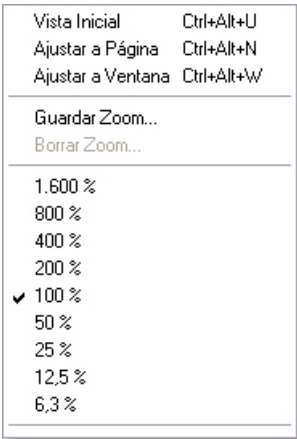 Vista Inicial Ctrl+Alt+U
Ajustar a Página Ctrl+Alt+N
Ajustar a Ventana Ctrl+Alt+W
Guardar Zoom...
Borrar Zoom...
1.600 %
800 %
400 %
200 %
100 %
50 %
25 %
12,5 %
6,3 %